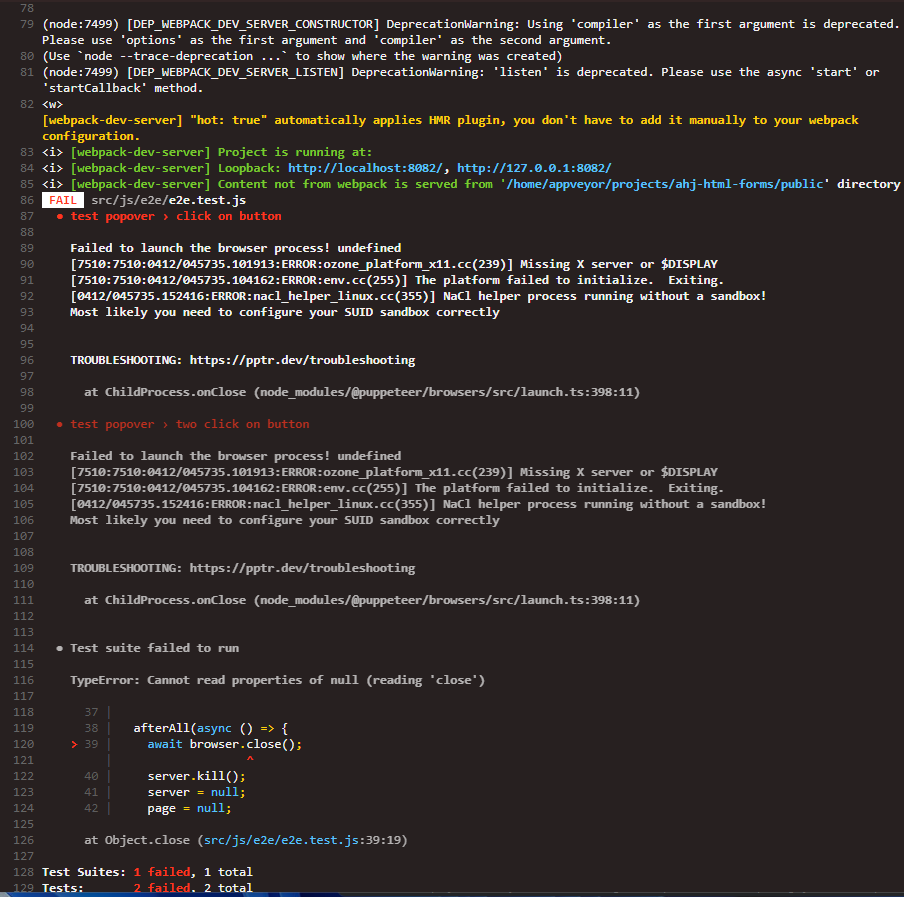 78
79 (node:7499) [DEP_WEBPACK_DEV_SERVER_CONSTRUCTOR] DeprecationWarning: Using 'compiler' as the first argument is deprecated.
Please use 'options' as the first argument and 'compiler' as the second argument.
80 (Use `node --trace-deprecation ...` to show where the warning was created)
81 (node:7499) [DEP_WEBPACK_DEV_SERVER_LISTEN] DeprecationWarning: 'listen' is deprecated. Please use the async 'start' or
'startCallback' method.
82 <w>
[webpack-dev-server] "hot: true" automatically applies HMR plugin, you don't have to add it manually to your webpack
configuration.
83 <i> [webpack-dev-server] Project is running at:
84 <i> [webpack-dev-server] Loopback: http://localhost:8082/, http://127.0.0.1:8082/
85 <i> [webpack-dev-server] Content not from webpack is served from '/home/appveyor/projects/ahj-html-forms/public' directory
86 FAIL src/js/e2e/e2e.test.js
87 ● test popover › click on button
88
89 Failed to launch the browser process! undefined
90 [7510:7510:0412/045735.101913:ERROR:ozone_platform_x11.cc(239)] Missing X server or $DISPLAY
91 [7510:7510:0412/045735.104162:ERROR:env.cc(255)] The platform failed to initialize.  Exiting.
92 [0412/045735.152416:ERROR:nacl_helper_linux.cc(355)] NaCl helper process running without a sandbox!
93 Most likely you need to configure your SUID sandbox correctly
94
95
96 TROUBLESHOOTING: https://pptr.dev/troubleshooting
97
98 at ChildProcess.onClose (node_modules/@puppeteer/browsers/src/launch.ts:398:11)
99
100 ● test popover › two click on button
101
102 Failed to launch the browser process! undefined
103 [7510:7510:0412/045735.101913:ERROR:ozone_platform_x11.cc(239)] Missing X server or $DISPLAY
104 [7510:7510:0412/045735.104162:ERROR:env.cc(255)] The platform failed to initialize.  Exiting.
105 [0412/045735.152416:ERROR:nacl_helper_linux.cc(355)] NaCl helper process running without a sandbox!
106 Most likely you need to configure your SUID sandbox correctly
107
108
109 TROUBLESHOOTING: https://pptr.dev/troubleshooting
110
111 at ChildProcess.onClose (node_modules/@puppeteer/browsers/src/launch.ts:398:11)
112
113
114 ● Test suite failed to run
115
116 TypeError: Cannot read properties of null (reading 'close')
117
118 37 |
119 38 | afterAll(async () => {
120 > 39 | await browser.close();
121 | ^
122 40 | server.kill();
123 41 | server = null;
124 42 | page = null;
125
126 at Object.close (src/js/e2e/e2e.test.js:39:19)
127
128 Test Suites: 1 failed, 1 total
129 Tests: 2 failed, 2 total